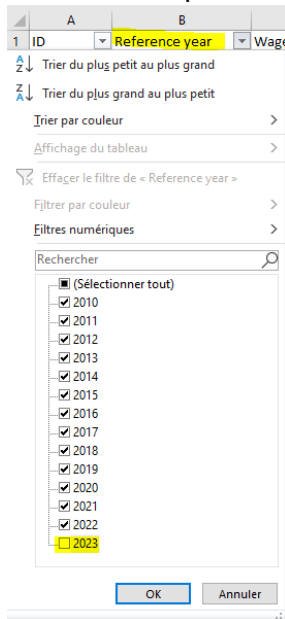 A B
1 ID Reference year Wage
Trier du plus petit au plus grand
Trier du plus grand au plus petit
Trier par couleur
Affichage du tableau
Effacer le filtre de « Reference year »
Filtrer par couleur
Filtres numériques
Rechercher
(Sélectionner tout)
2010
2011
2012
2013
2014
2015
2016
2017
2018
2019
2020
2021
2022
2023
OK Annuler